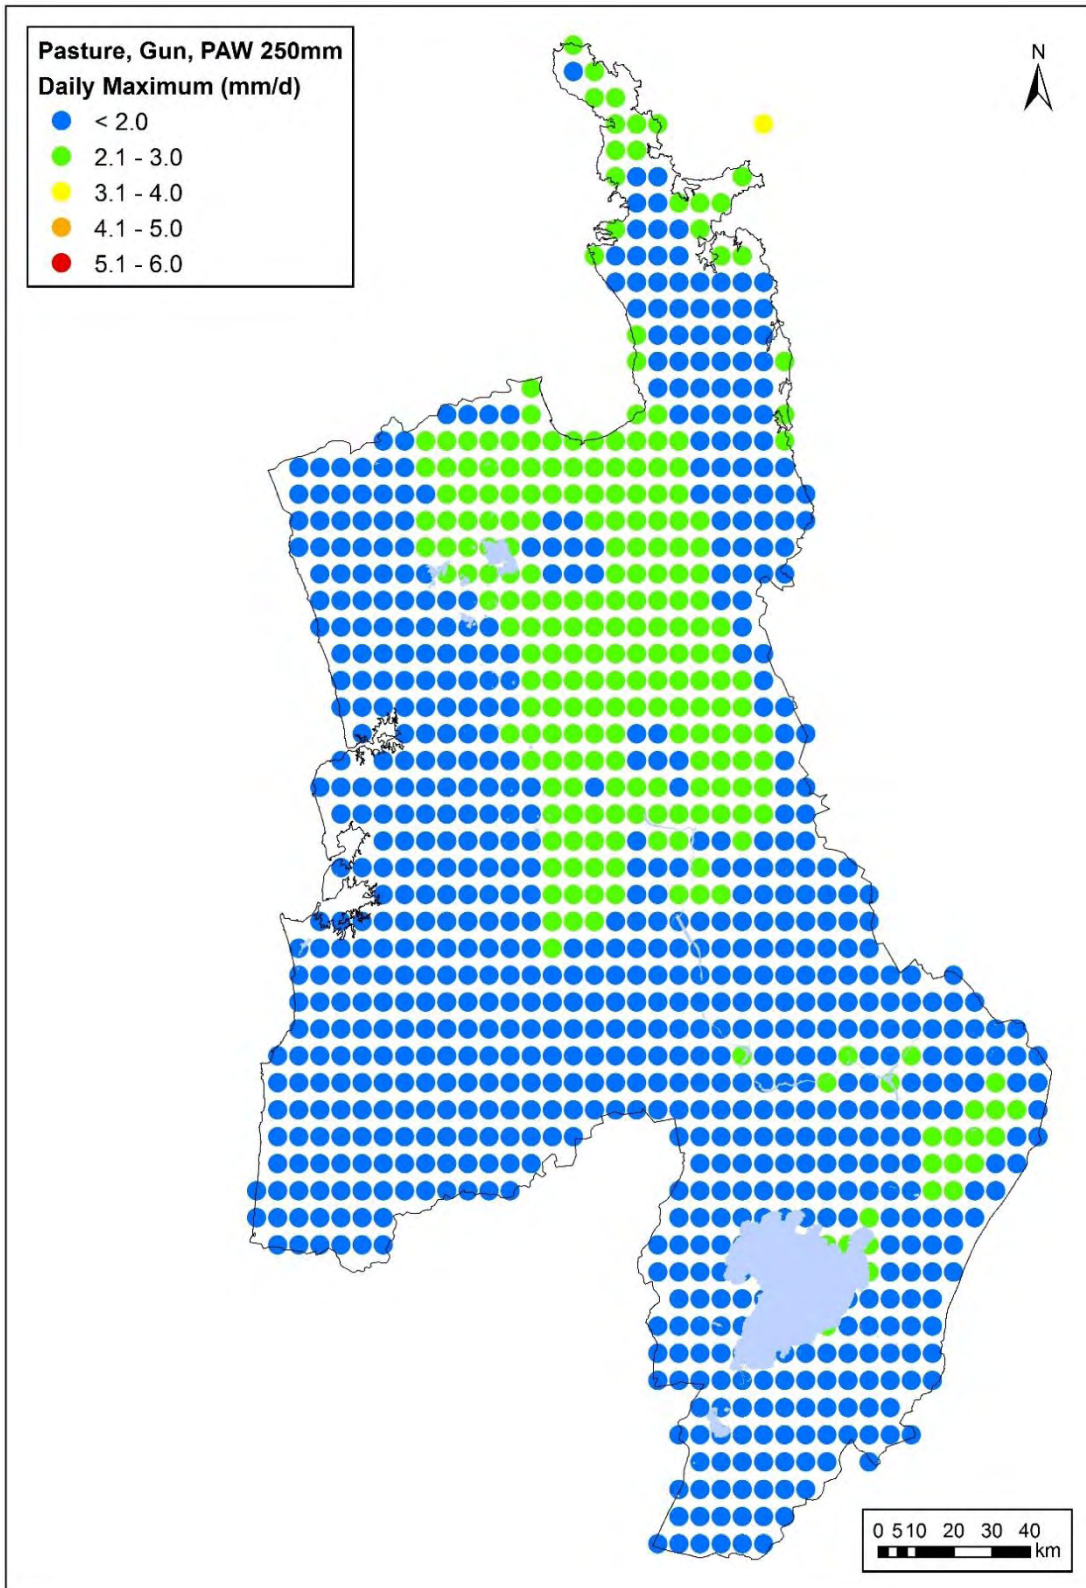 Pasture, Gun, PAW 250mm
Daily Maximum (mm/d)
< 2.0
2.1 - 3.0
3.1 - 4.0
4.1 - 5.0
5.1 - 6.0
N
0 5 10 20 30 40
km